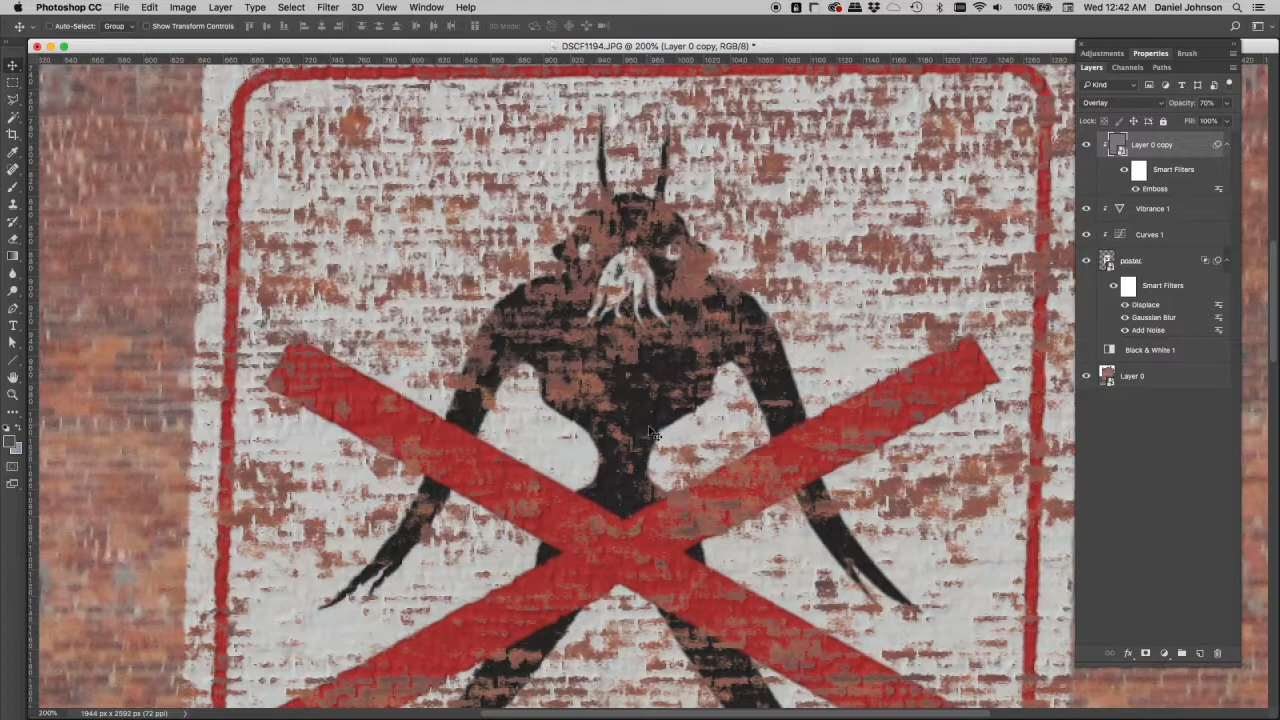 Photoshop CC File Edit Image Layer Select Filter 3D View Window Help 100% Wed 12:42 AM Daniel Johnson
Auto-Select: Group Show Transform Controls 3D Mode:
DSCF1194.JPG @ 200% (Layer 0 copy, RGB/8) *
Adjustments Properties Brush
Layers Channels Paths
Kind
Overlay Opacity: 70%
Lock: Fill: 100%
Layer 0 copy
Smart Filters
Emboss
Vibrance 1
Curves 1
poster
Smart Filters
Displace
Gaussian Blur
Add Noise
Black & White 1
Layer 0
200% 1944 px x 2592 px (72 ppi)